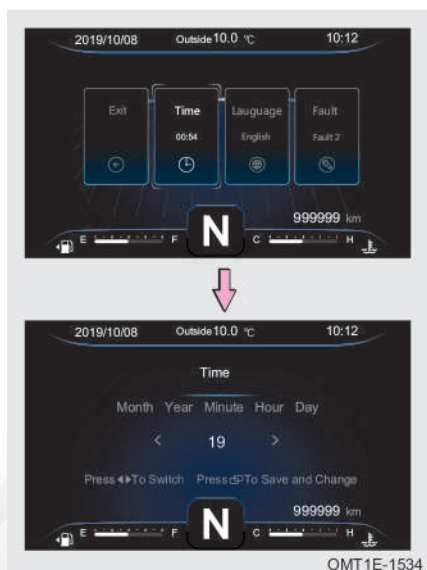 2019/10/08 Outside 10.0 ℃ 10:12
Exit Time Lauguage Fault
00:54 English Fault 2
999999 km
E F N C H
2019/10/08 Outside 10.0 ℃ 10:12
Time
Month Year Minute Hour Day
< 19 >
Press ◀▶To Switch Press To Save and Change
999999 km
E F N C H
OMT1E-1534